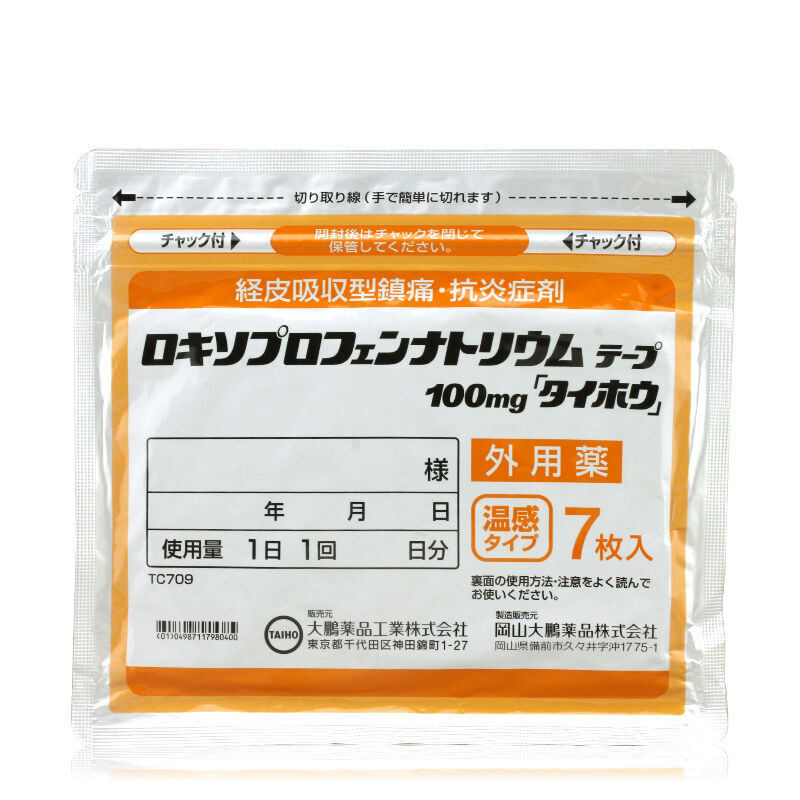 切り取り線（手で簡単に切れます）
チャック付
開封後はチャックを閉じて
保管してください。
チャック付
経皮吸収型鎮痛・抗炎症剤
ロキソプロフェンナトリウム テープ
100mg「タイホウ」
様
外用薬
年 月 日
使用量 1日 1回 日分
温感
タイプ
7枚入
TC709
裏面の使用方法・注意をよく読んで
お使いください。
(01)04987117980400
TAIHO
販売元
大鵬薬品工業株式会社
東京都千代田区神田錦町1-27
製造販売元
岡山大鵬薬品株式会社
岡山県備前市久々井字沖1775-1